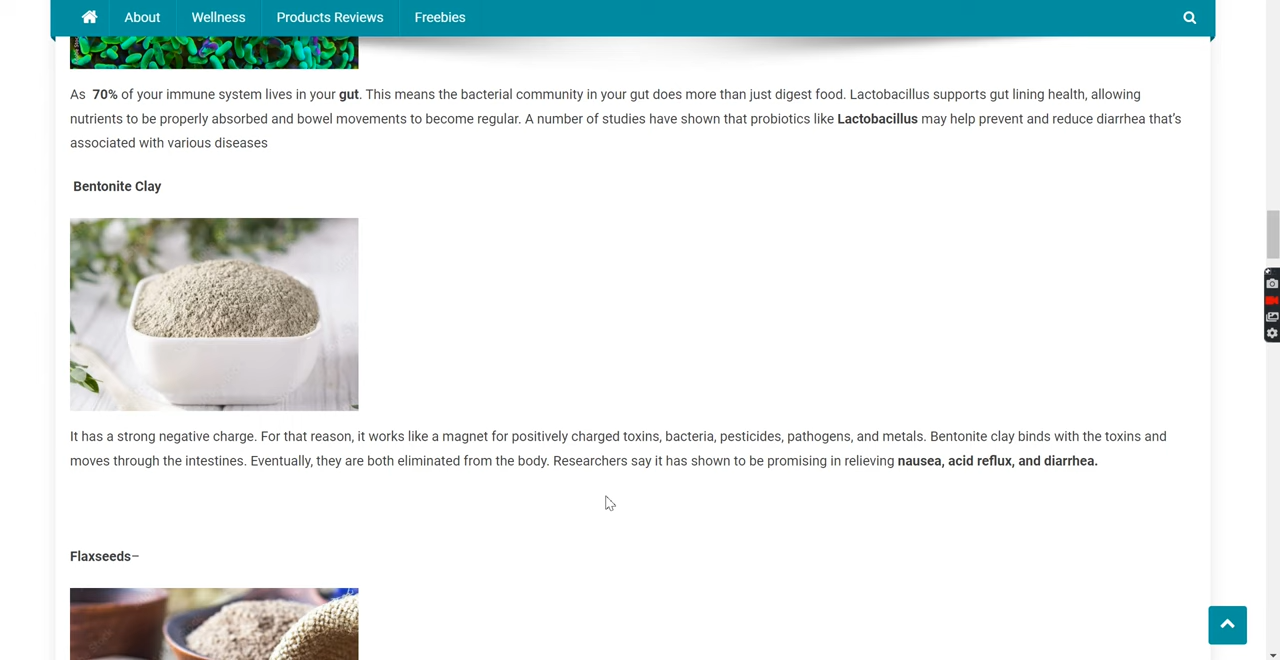 About Wellness Products Reviews Freebies
As 70% of your immune system lives in your gut. This means the bacterial community in your gut does more than just digest food. Lactobacillus supports gut lining health, allowing
nutrients to be properly absorbed and bowel movements to become regular. A number of studies have shown that probiotics like Lactobacillus may help prevent and reduce diarrhea that's
associated with various diseases
Bentonite Clay
It has a strong negative charge. For that reason, it works like a magnet for positively charged toxins, bacteria, pesticides, pathogens, and metals. Bentonite clay binds with the toxins and
moves through the intestines. Eventually, they are both eliminated from the body. Researchers say it has shown to be promising in relieving nausea, acid reflux, and diarrhea.
Flaxseeds–